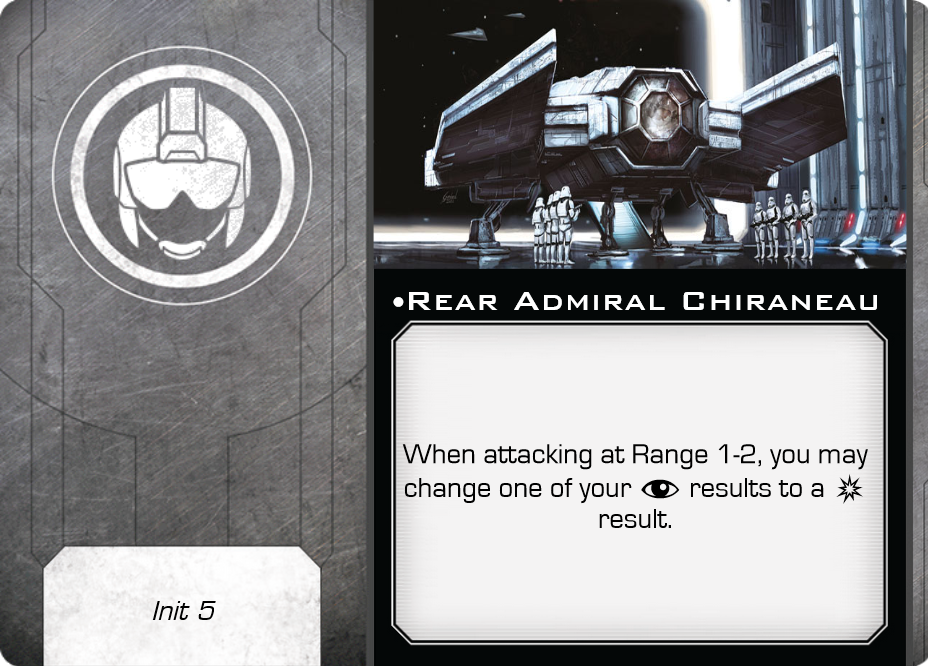 •Rear Admiral Chiraneau
When attacking at Range 1-2, you may
change one of your results to a
result.
Init 5